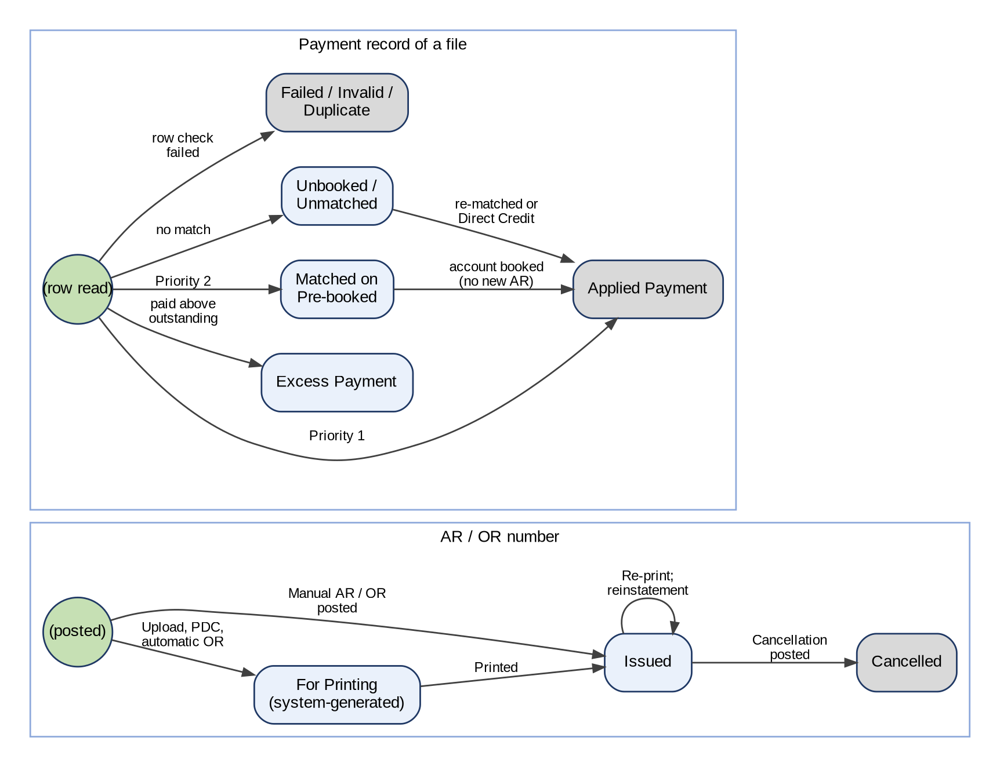 Payment record of a file
Failed / Invalid /
Duplicate
row check
failed
Unbooked /
Unmatched
re-matched or
Direct Credit
no match
account booked
(no new AR)
(row read)
Priority 2
Matched on
Pre-booked
Applied Payment
paid above
outstanding
Excess Payment
Priority 1
AR / OR number
Re-print;
reinstatement
Manual AR / OR
posted
(posted)
Upload, PDC,
automatic OR
Cancellation
posted
Issued
Cancelled
Printed
For Printing
(system-generated)